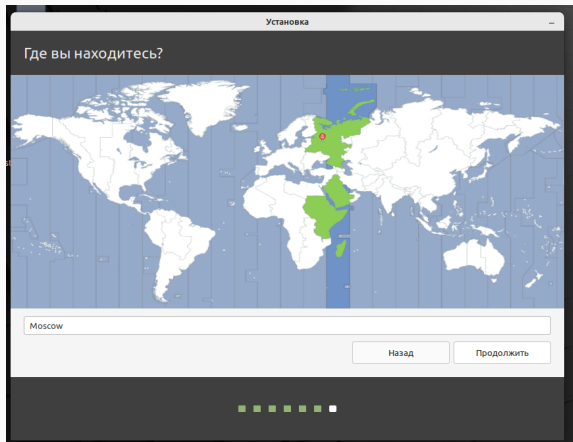 Установка
Где вы находитесь?
Moscow
Назад
Продолжить